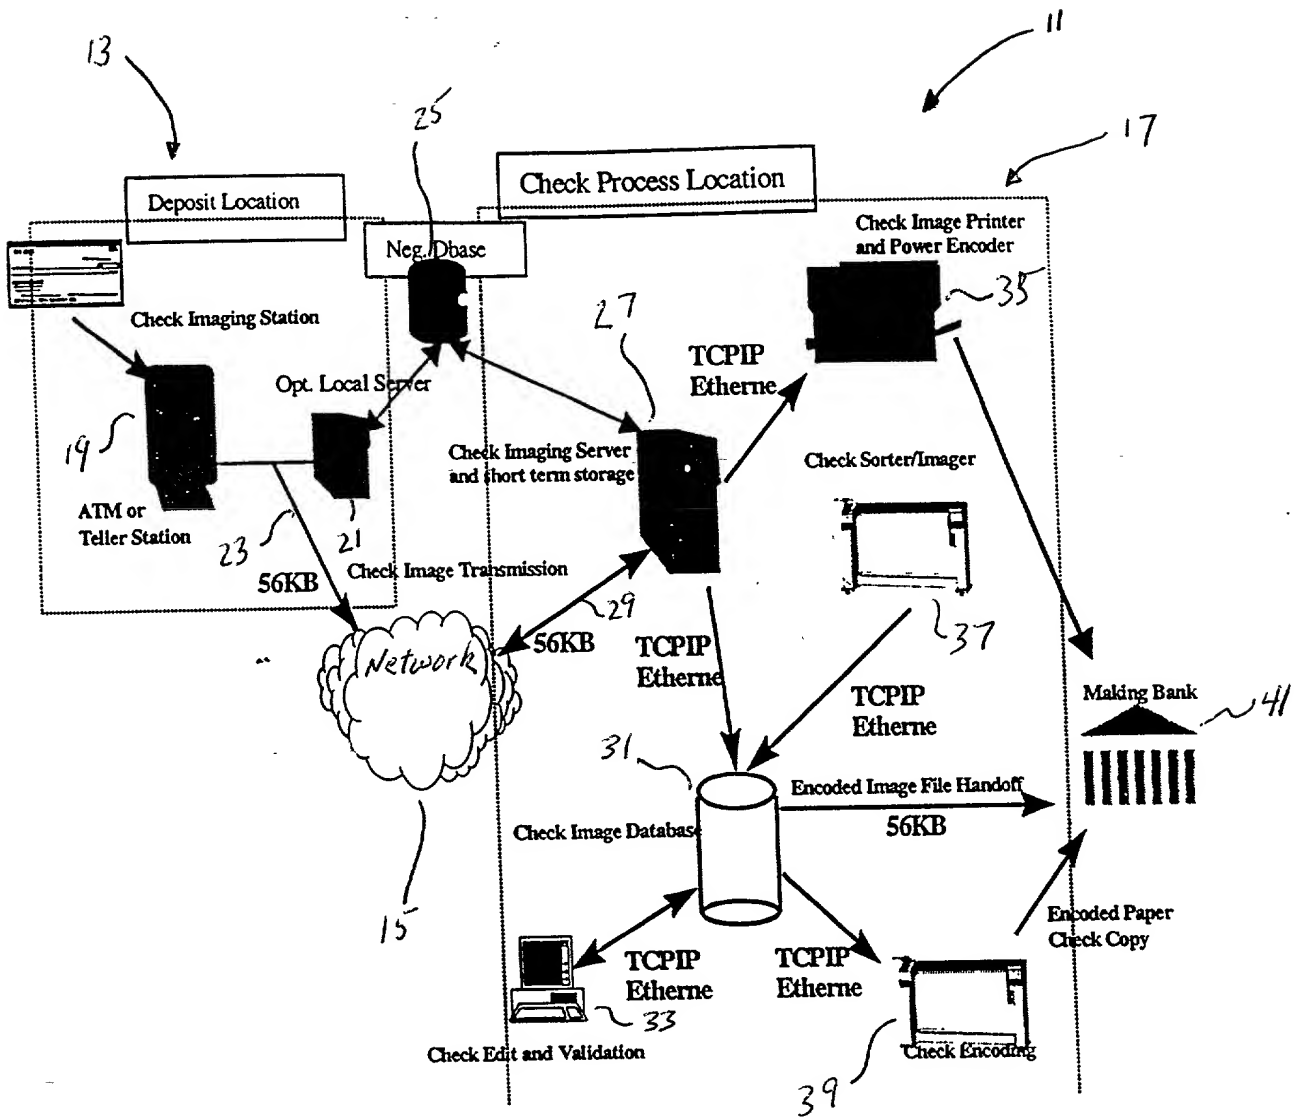 11
13
25
17
Check Process Location
Deposit Location
Neg. Dbase
Check Image Printer
and Power Encoder
35
27
Check Imaging Station
TCPIP
Etherne
Opt. Local Server
19
Check Imaging Server
and short term storage
Check Sorter/Imager
ATM or
Teller Station
23
21
Check Image Transmission
56KB
29
37
56KB
TCPIP
Etherne
Network
TCPIP
Etherne
Making Bank
41
31
Encoded Image File Handoff
56KB
Check Image Database
15
Encoded Paper
Check Copy
TCPIP
Etherne
TCPIP
Etherne
33
Check Edit and Validation
Check Encoding
39